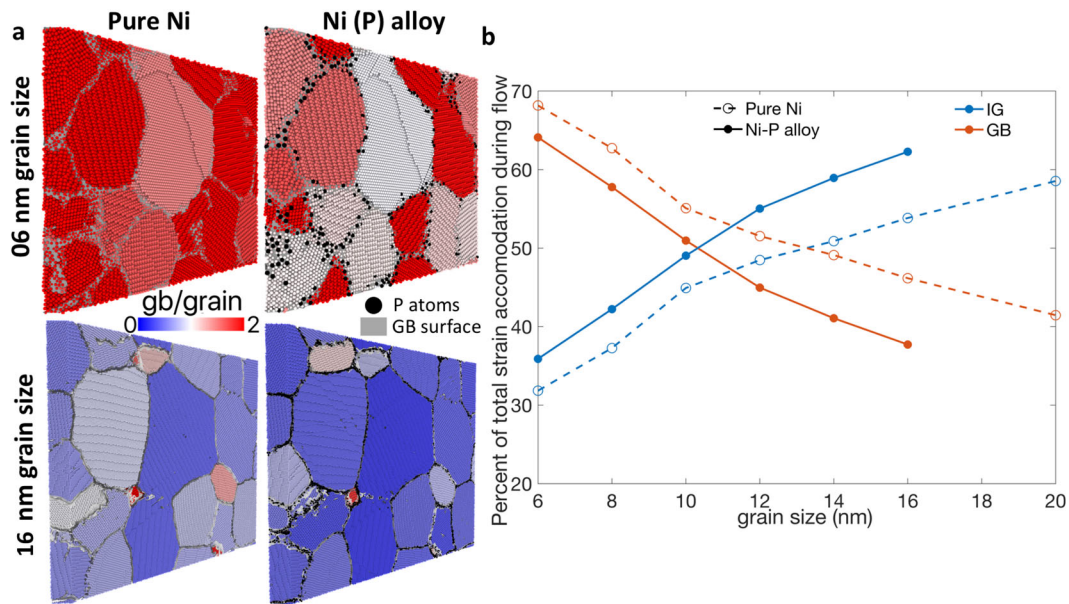 a
Pure Ni
Ni (P) alloy
06 nm grain size
gb/grain
0
2
P atoms
GB surface
16 nm grain size
b
Pure Ni
Ni-P alloy
IG
GB
Percent of total strain accomodation during flow
70
60
50
40
30
20
6
8
10
12
14
16
18
20
grain size (nm)